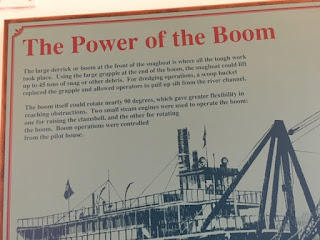 The Power of the Boom
The large derrick or boom at the front of the snagboat is where all the tough work
took place. Using the large grapple at the end of the boom, the snagboat could lift
up to 45 tons of snag or other debris. For dredging operations, a scoop bucket
replaced the grapple and allowed operators to pull up silt from the river channel.
The boom itself could rotate nearly 90 degrees, which gave greater flexibility in
reaching obstructions. Two small steam engines were used to operate the boom:
one for raising the clamshell, and the other for rotating
the boom. Boom operations were controlled
from the pilot house.